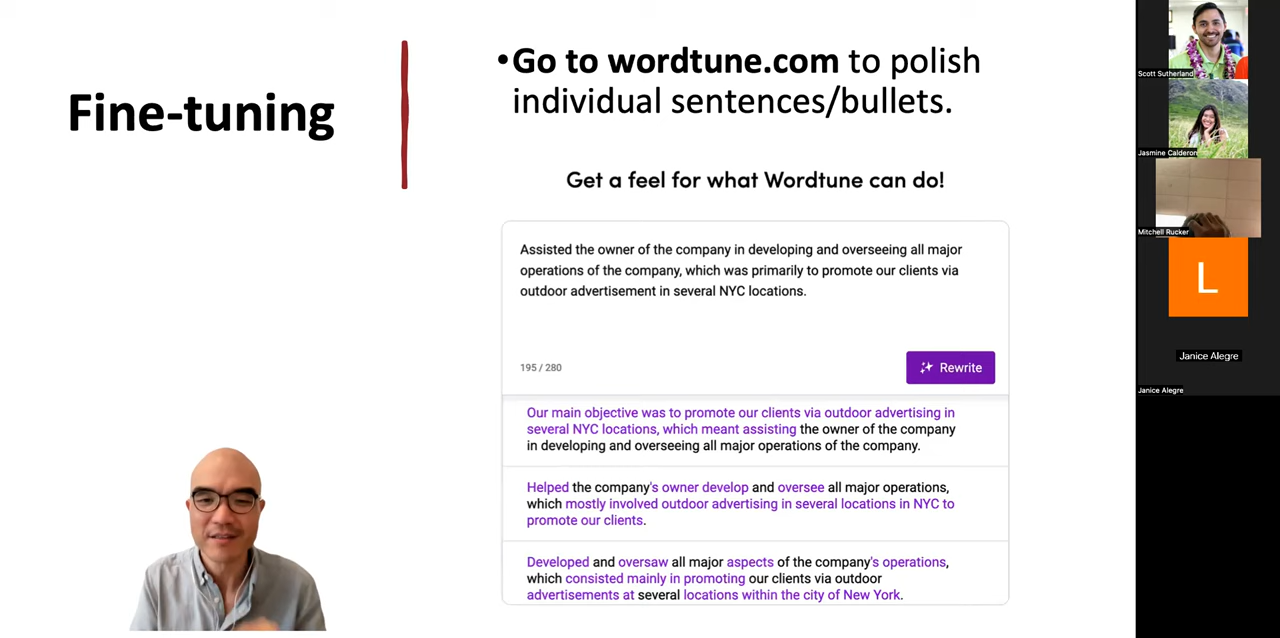 Fine-tuning
•Go to wordtune.com to polish
individual sentences/bullets.
Get a feel for what Wordtune can do!
Assisted the owner of the company in developing and overseeing all major
operations of the company, which was primarily to promote our clients via
outdoor advertisement in several NYC locations.
195 / 280
Rewrite
Our main objective was to promote our clients via outdoor advertising in
several NYC locations, which meant assisting the owner of the company
in developing and overseeing all major operations of the company.
Helped the company's owner develop and oversee all major operations,
which mostly involved outdoor advertising in several locations in NYC to
promote our clients.
Developed and oversaw all major aspects of the company's operations,
which consisted mainly in promoting our clients via outdoor
advertisements at several locations within the city of New York.
Scott Sutherland
Jasmine Calderon
Mitchell Rucker
L
Janice Alegre
Janice Alegre